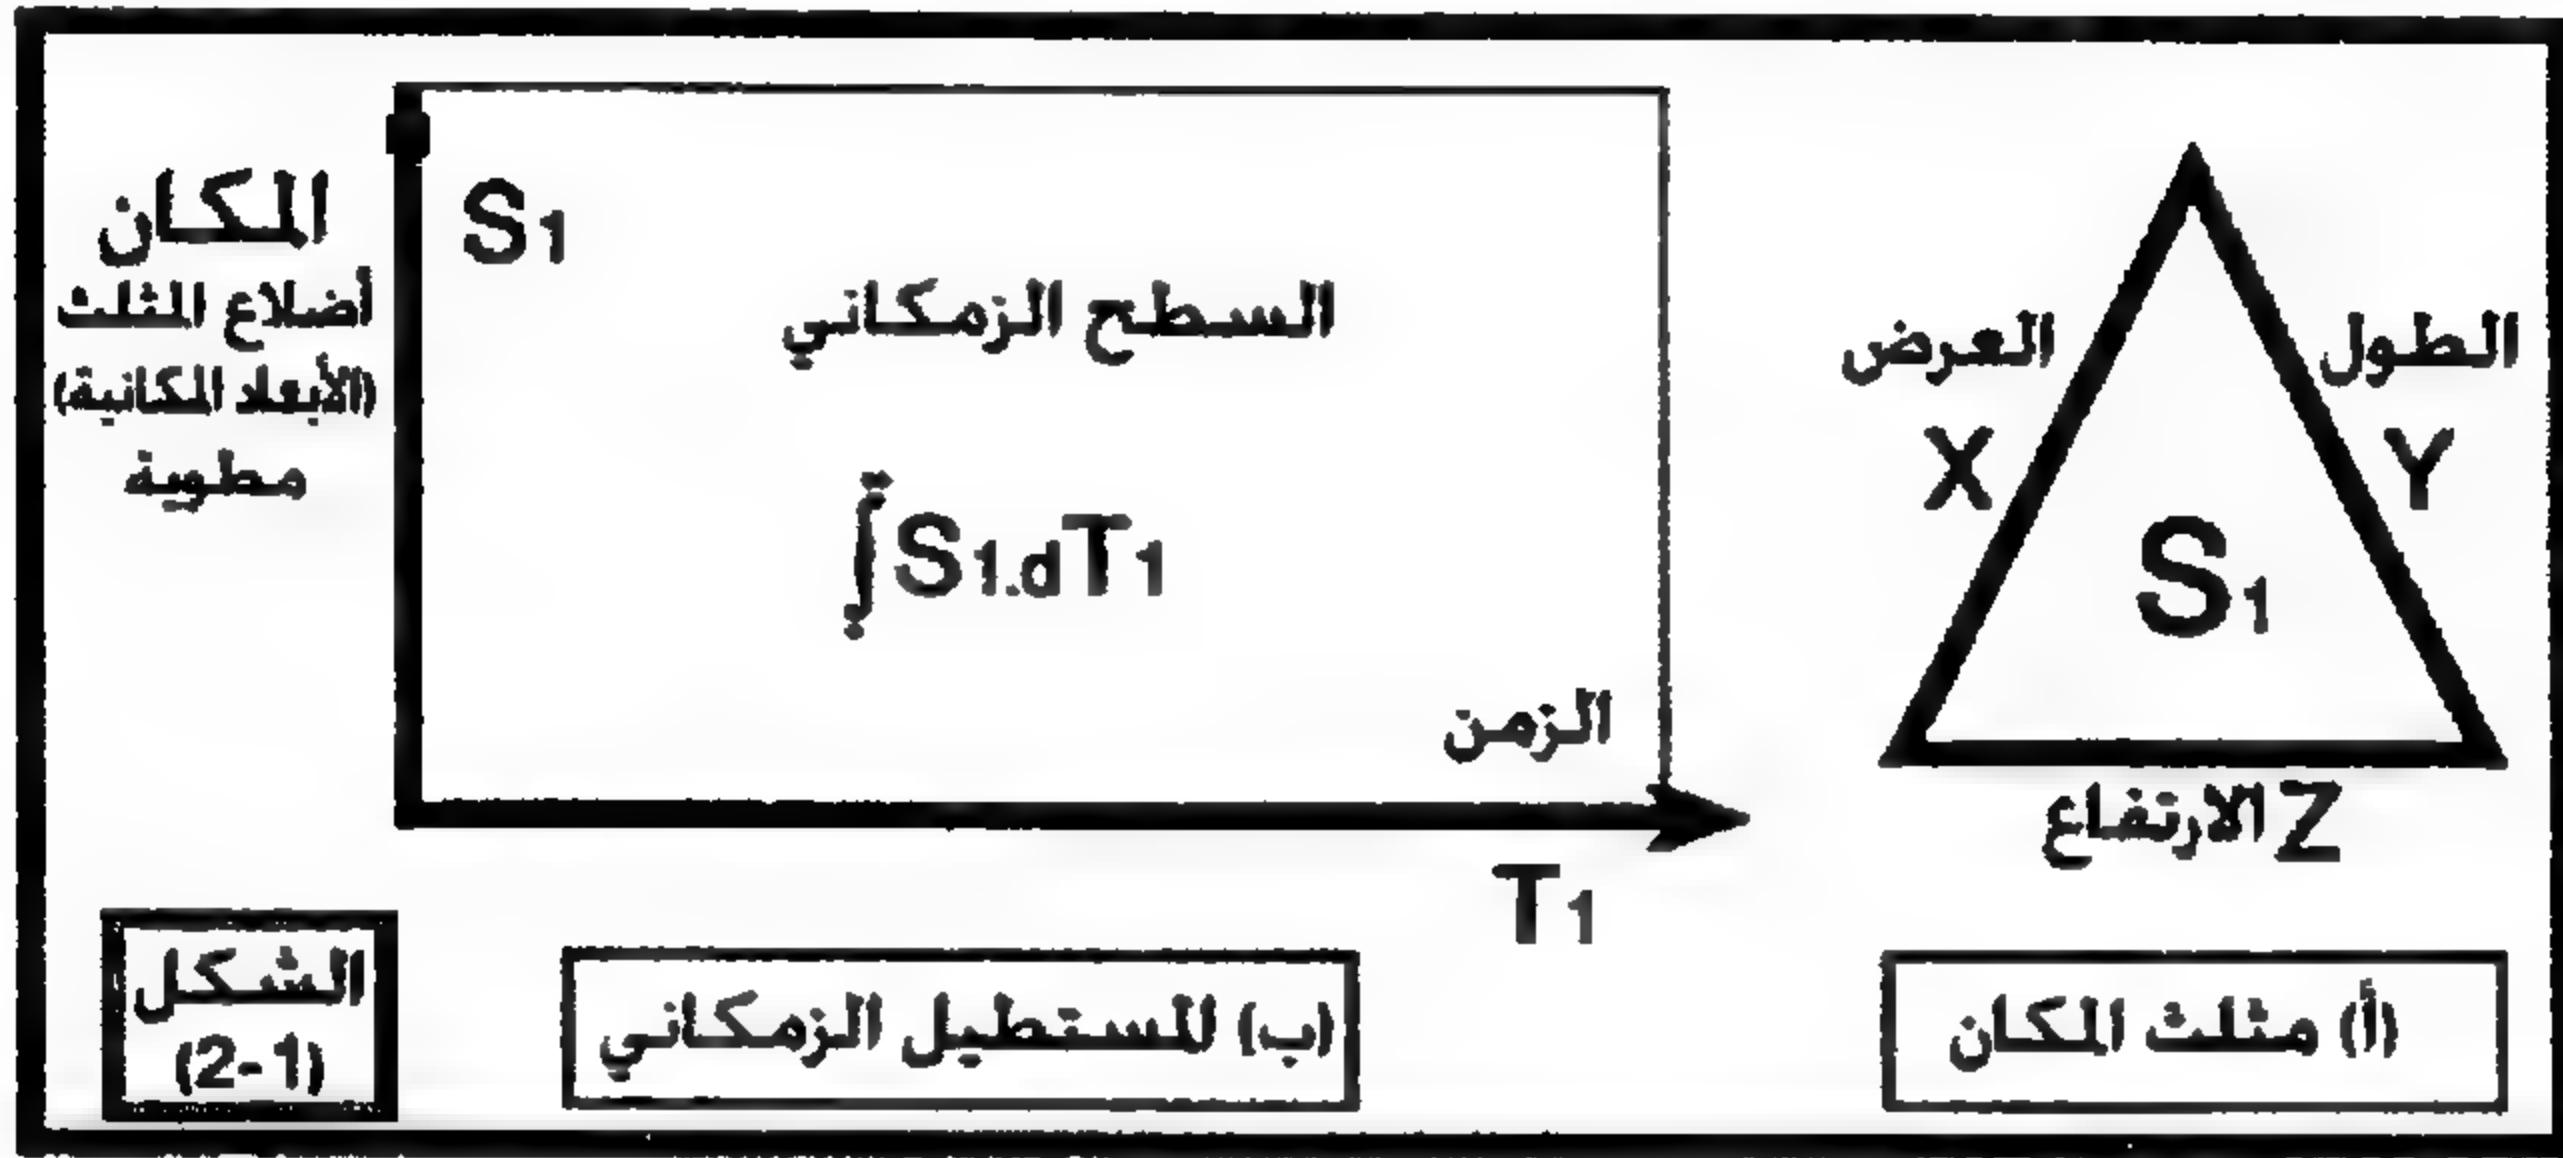 المكان
أضلاع المثلث
(الأبعاد المكانية)
مطوية
S1
السطح الزمكاني
∫S1.dT1
الزمن
T1
العرض
X
الطول
Y
S1
Z الارتفاع
(أ) مثلث المكان
(ب) المستطيل الزمكاني
الشكل
(2-1)